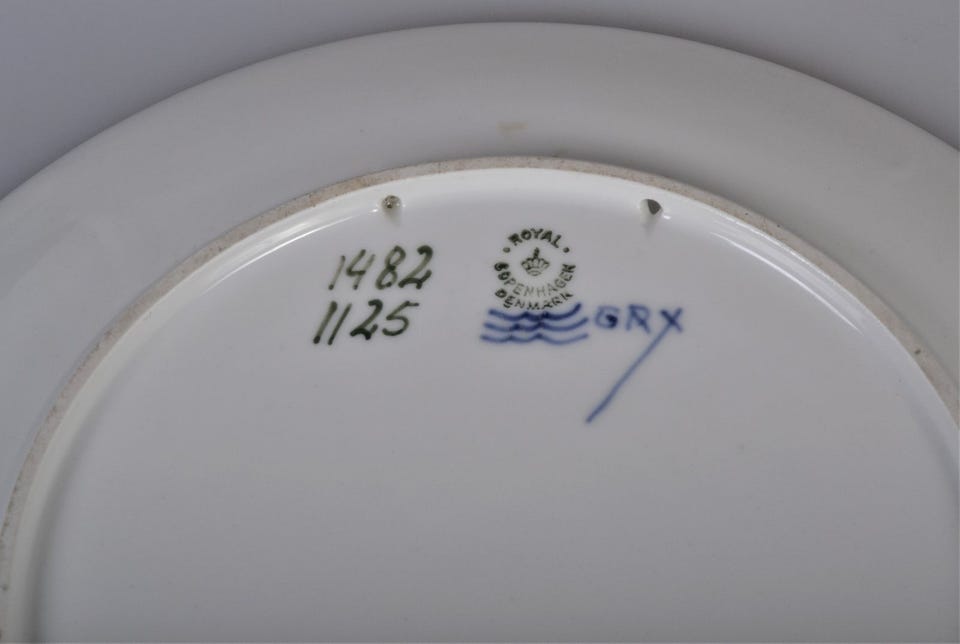 1482
1125
ROYAL
COPENHAGEN
DENMARK
GRX